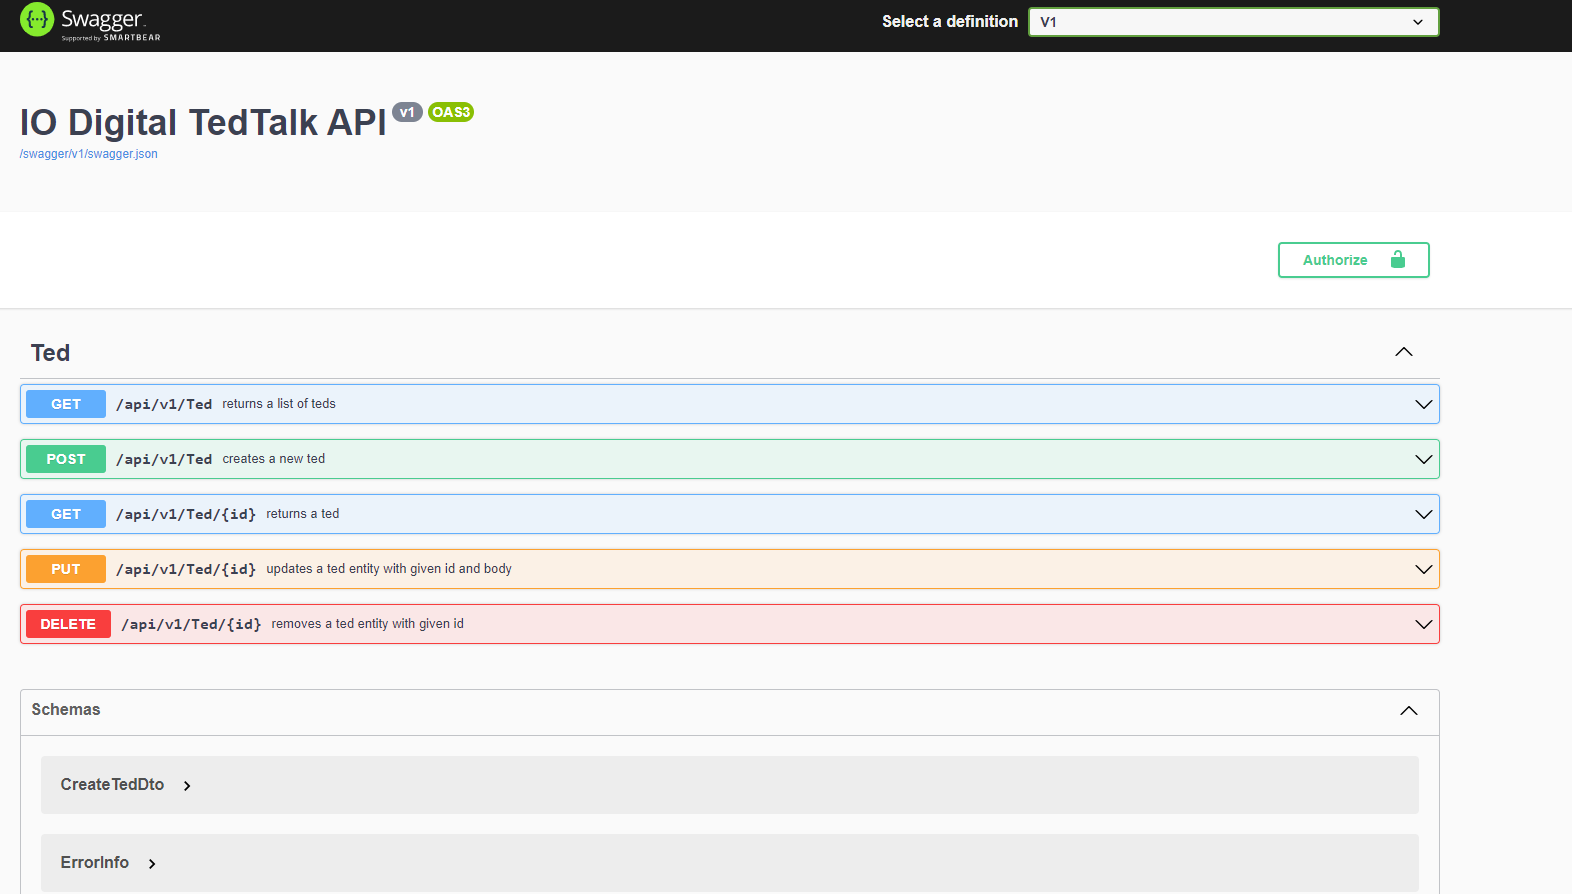 Swagger
Supported by SMARTBEAR
Select a definition
V1
IO Digital TedTalk API v1 OAS3
/swagger/v1/swagger.json
Authorize
Ted
GET /api/v1/Ted returns a list of teds
POST /api/v1/Ted creates a new ted
GET /api/v1/Ted/{id} returns a ted
PUT /api/v1/Ted/{id} updates a ted entity with given id and body
DELETE /api/v1/Ted/{id} removes a ted entity with given id
Schemas
CreateTedDto
ErrorInfo